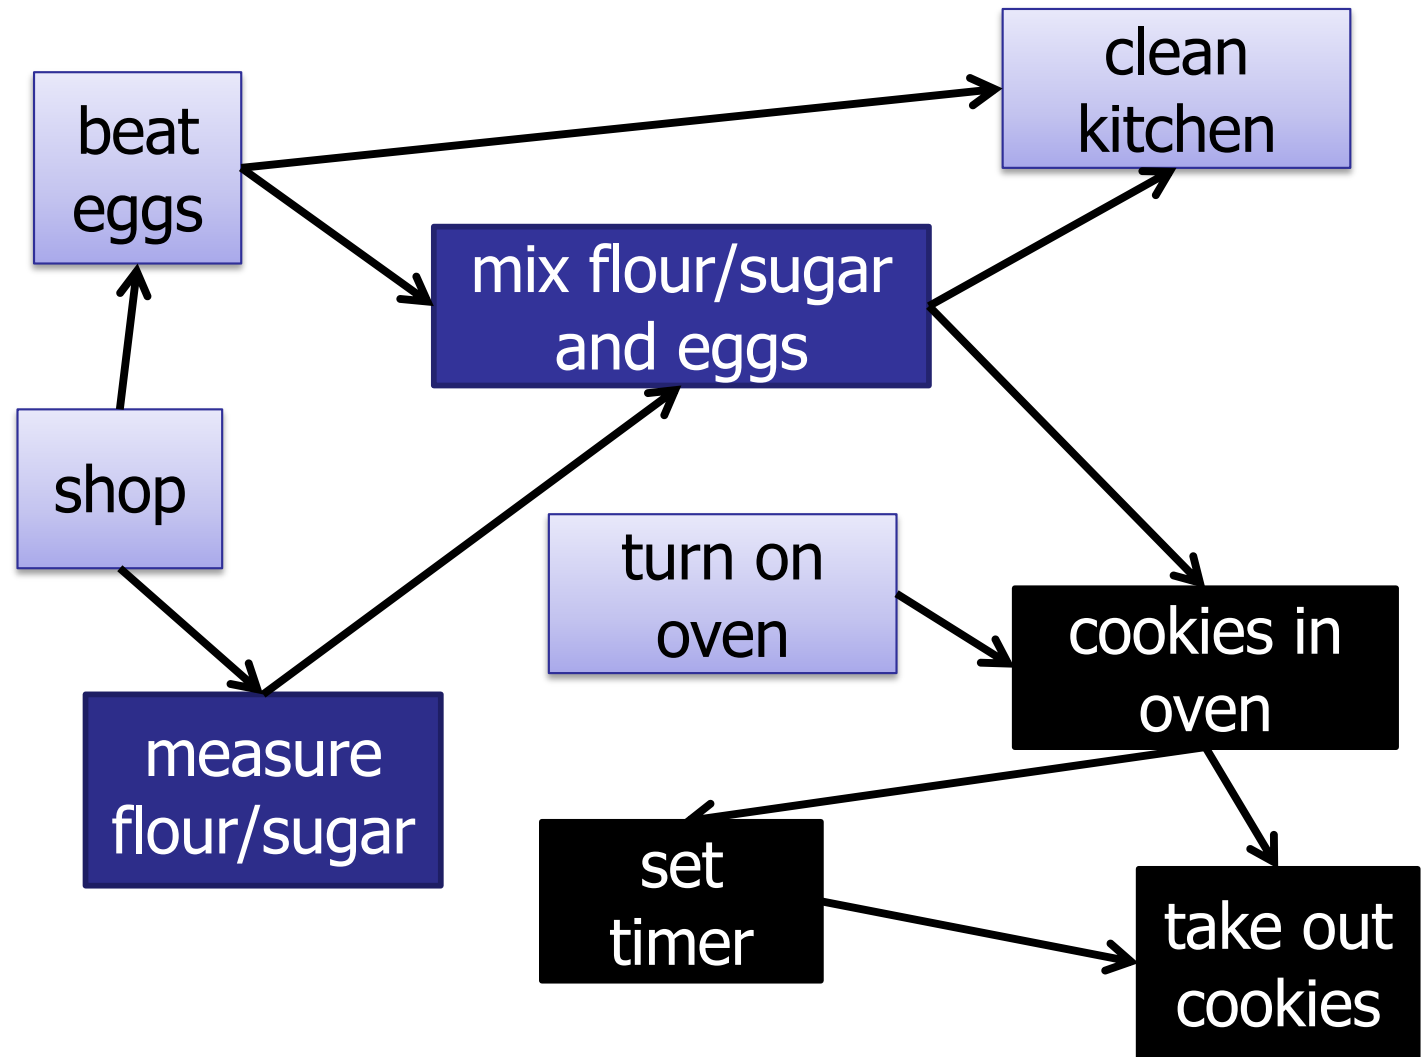 clean
kitchen
beat
eggs
mix flour/sugar
and eggs
shop
turn on
oven
cookies in
oven
measure
flour/sugar
set
timer
take out
cookies